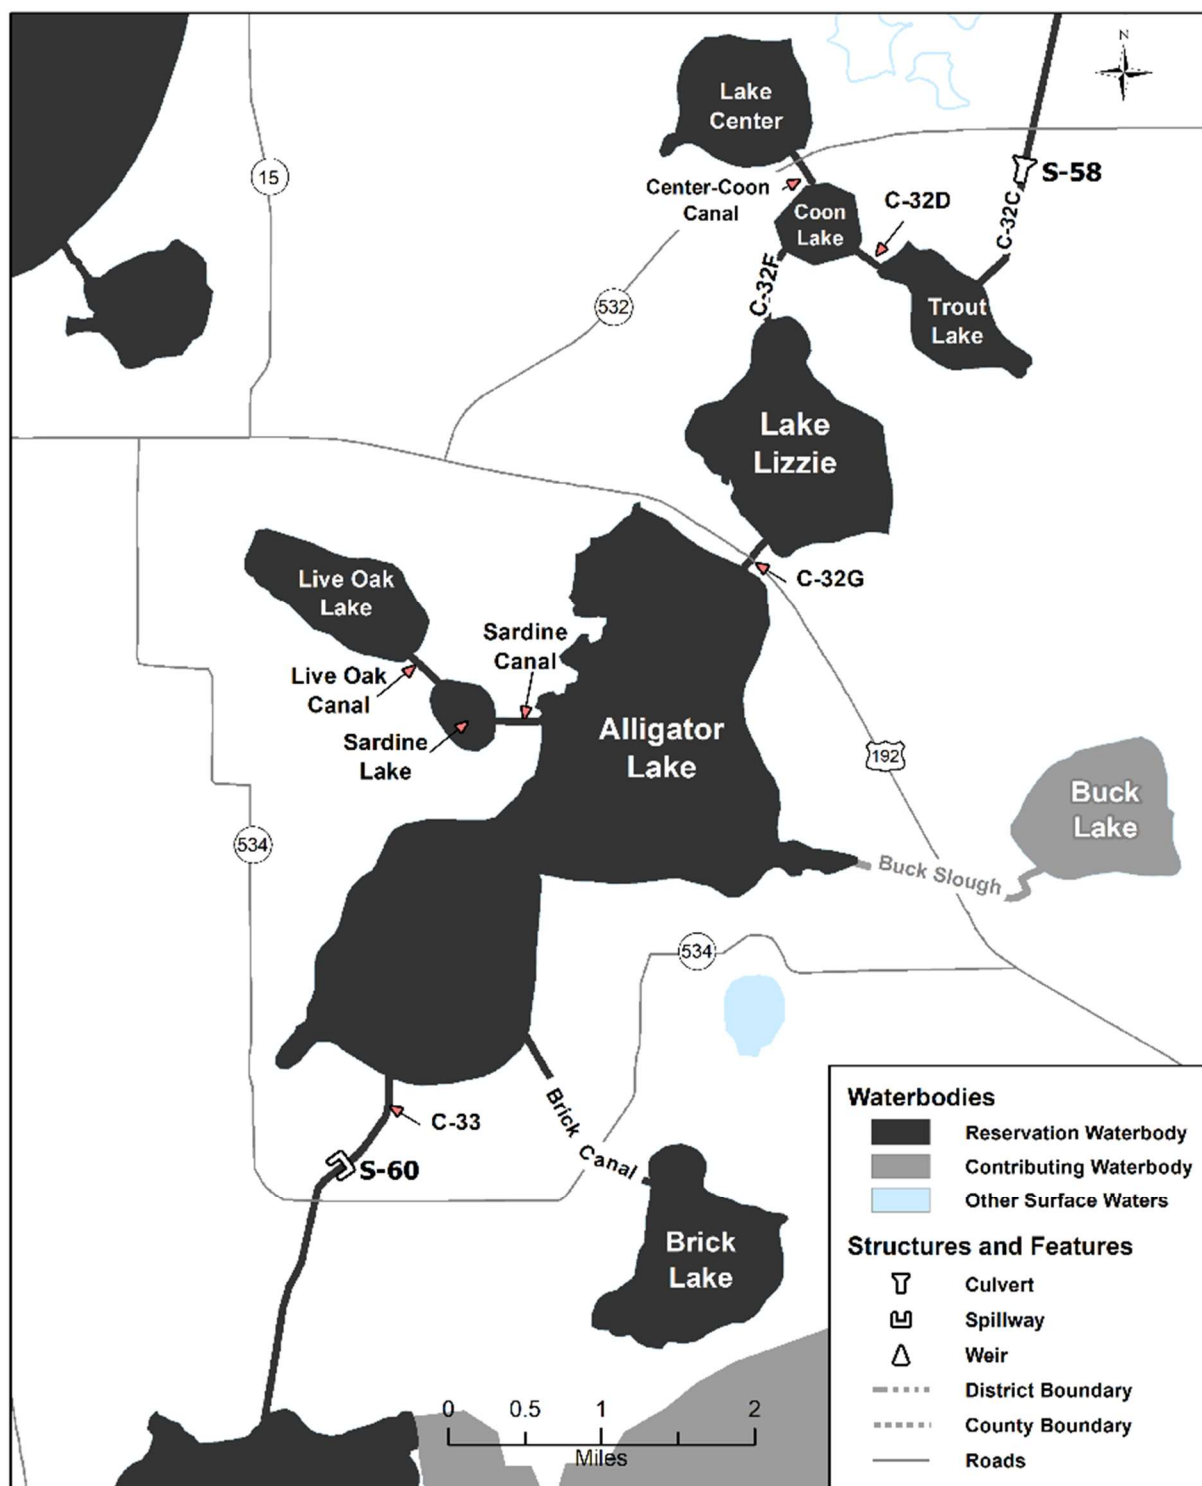 N
Lake
Center
S-58
15
Center-Coon
Canal
C-32D
Coon
Lake
C-32C
C-32F
532
Trout
Lake
Lake
Lizzie
Live Oak
Lake
C-32G
Sardine
Canal
Live Oak
Canal
Sardine
Lake
Alligator
Lake
192
Buck
Lake
534
Buck Slough
534
C-33
Brick Canal
S-60
Brick
Lake
0 0.5 1 2
Miles
Waterbodies
Reservation Waterbody
Contributing Waterbody
Other Surface Waters
Structures and Features
Culvert
Spillway
Weir
District Boundary
County Boundary
Roads